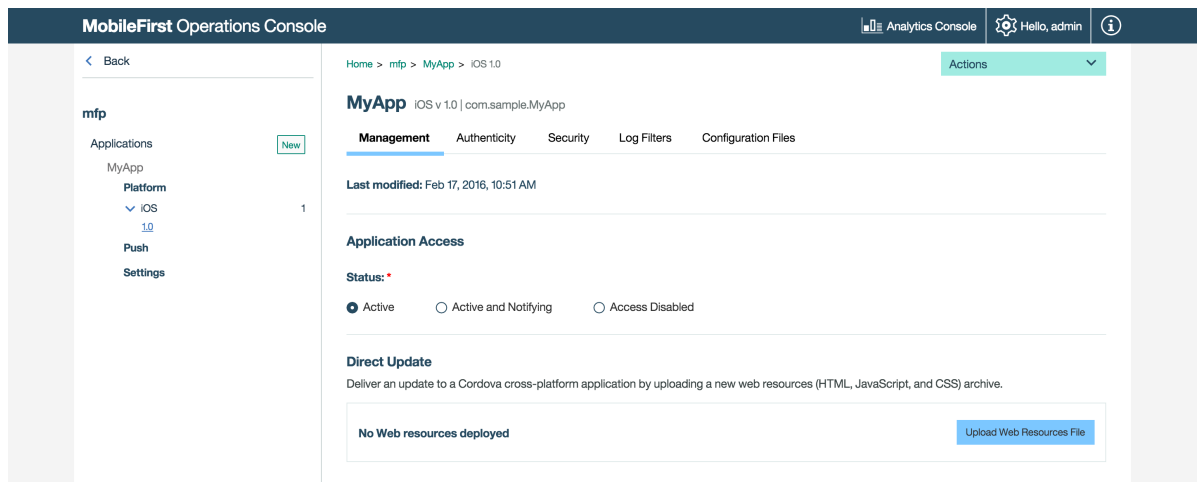 MobileFirst Operations Console
Analytics Console
Hello, admin
Back
mfp
Applications
New
MyApp
Platform
iOS
1
1.0
Push
Settings
Home > mfp > MyApp > iOS 1.0
Actions
MyApp iOS v 1.0 | com.sample.MyApp
Management Authenticity Security Log Filters Configuration Files
Last modified: Feb 17, 2016, 10:51 AM
Application Access
Status: *
Active Active and Notifying Access Disabled
Direct Update
Deliver an update to a Cordova cross-platform application by uploading a new web resources (HTML, JavaScript, and CSS) archive.
No Web resources deployed
Upload Web Resources File